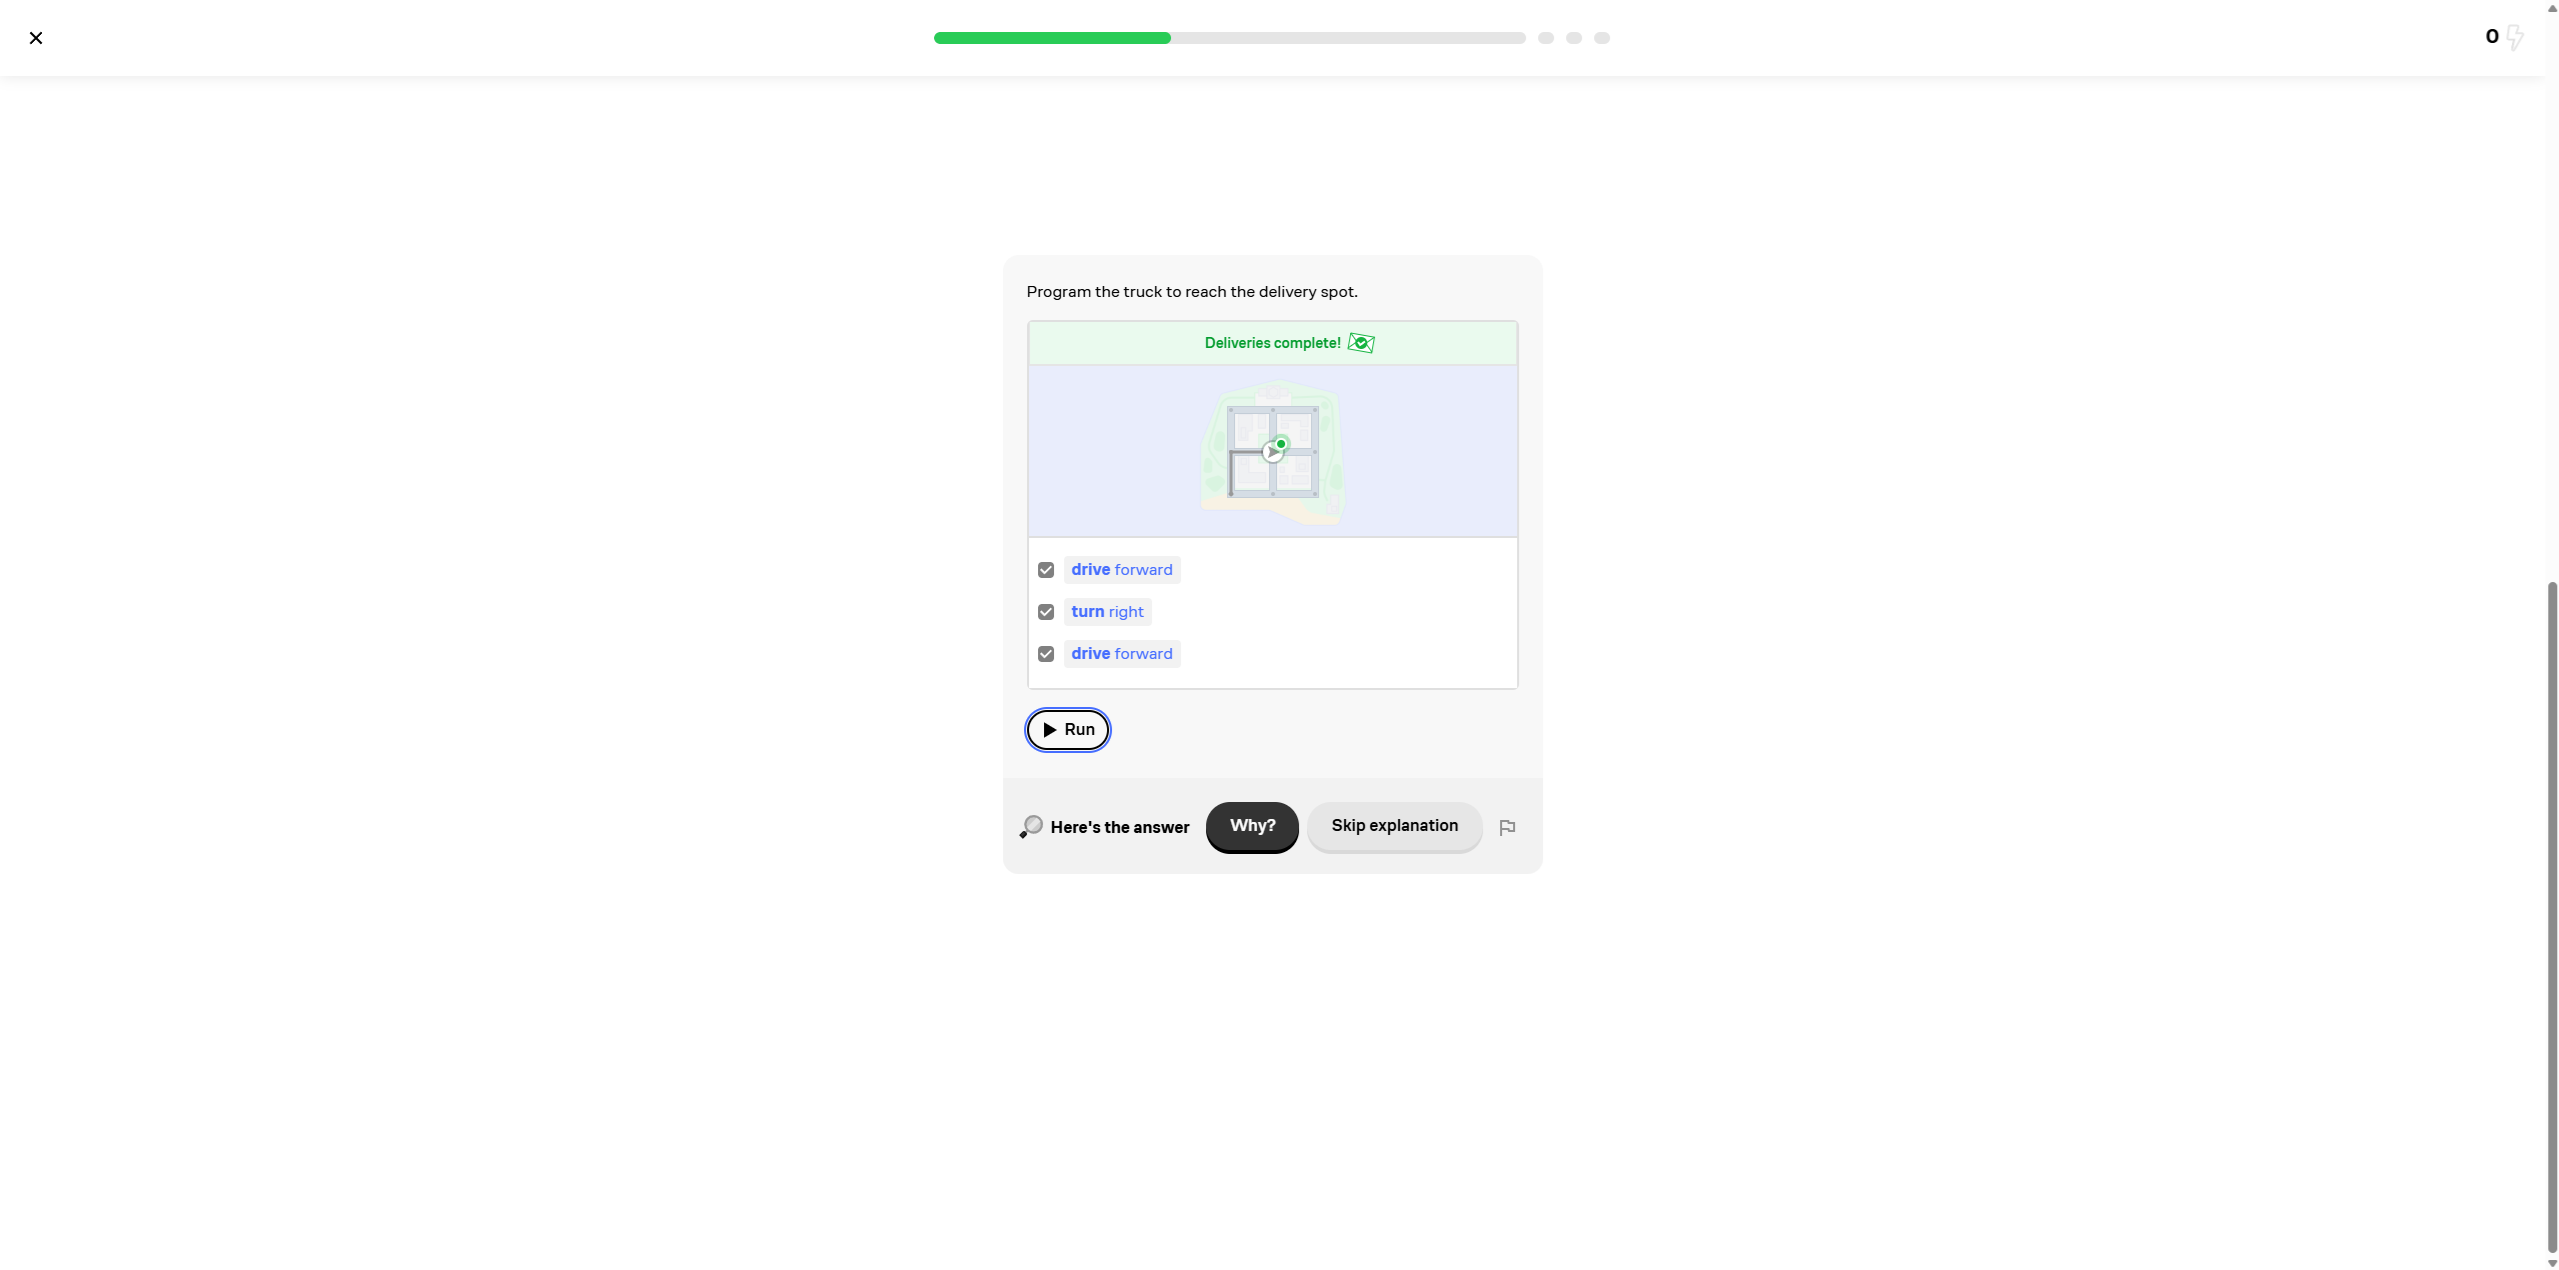 0
Program the truck to reach the delivery spot.
Deliveries complete!
drive forward
turn right
drive forward
Run
Here's the answer
Why?
Skip explanation